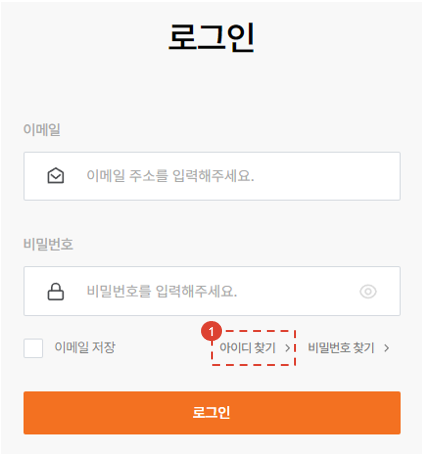 로그인
이메일
이메일 주소를 입력해주세요.
비밀번호
비밀번호를 입력해주세요.
1
이메일 저장 아이디 찾기 > 비밀번호 찾기 >
로그인